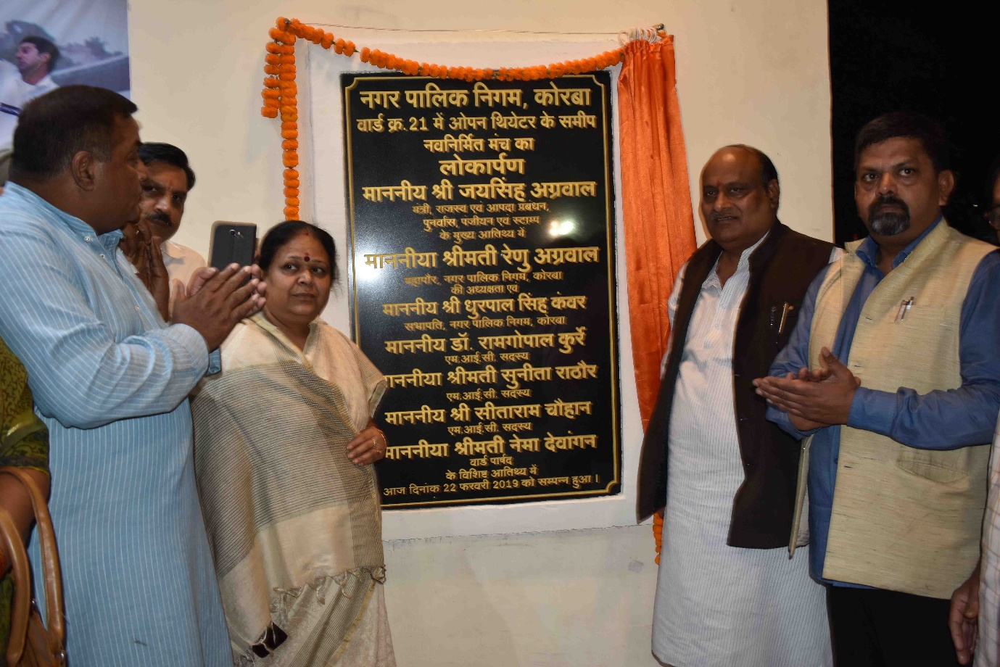 नगर पालिक निगम, कोरबा
वार्ड क्र. 21 में ओपन थियेटर के समीप
नवनिर्मित मंच का
लोकार्पण
माननीय श्री जयसिंह अग्रवाल
मंत्री, राजस्व एवं आपदा प्रबंधन,
पुनर्वास, पंजीयन एवं स्टाम्प
के मुख्य आतिथ्य में
माननीया श्रीमती रेणु अग्रवाल
महापौर, नगर पालिक निगम, कोरबा
की अध्यक्षता एवं
माननीय श्री धुरपाल सिंह कंवर
सभापति, नगर पालिक निगम, कोरबा
माननीय डॉ. रामगोपाल कुर्रे
एम.आई.सी. सदस्य
माननीया श्रीमती सुनीता राठौर
एम.आई.सी. सदस्य
माननीय श्री सीताराम चौहान
एम.आई.सी. सदस्य
माननीया श्रीमती नेमा देवांगन
वार्ड पार्षद
के विशिष्ट आतिथ्य में
आज दिनांक 22 फरवरी 2019 को सम्पन्न हुआ।